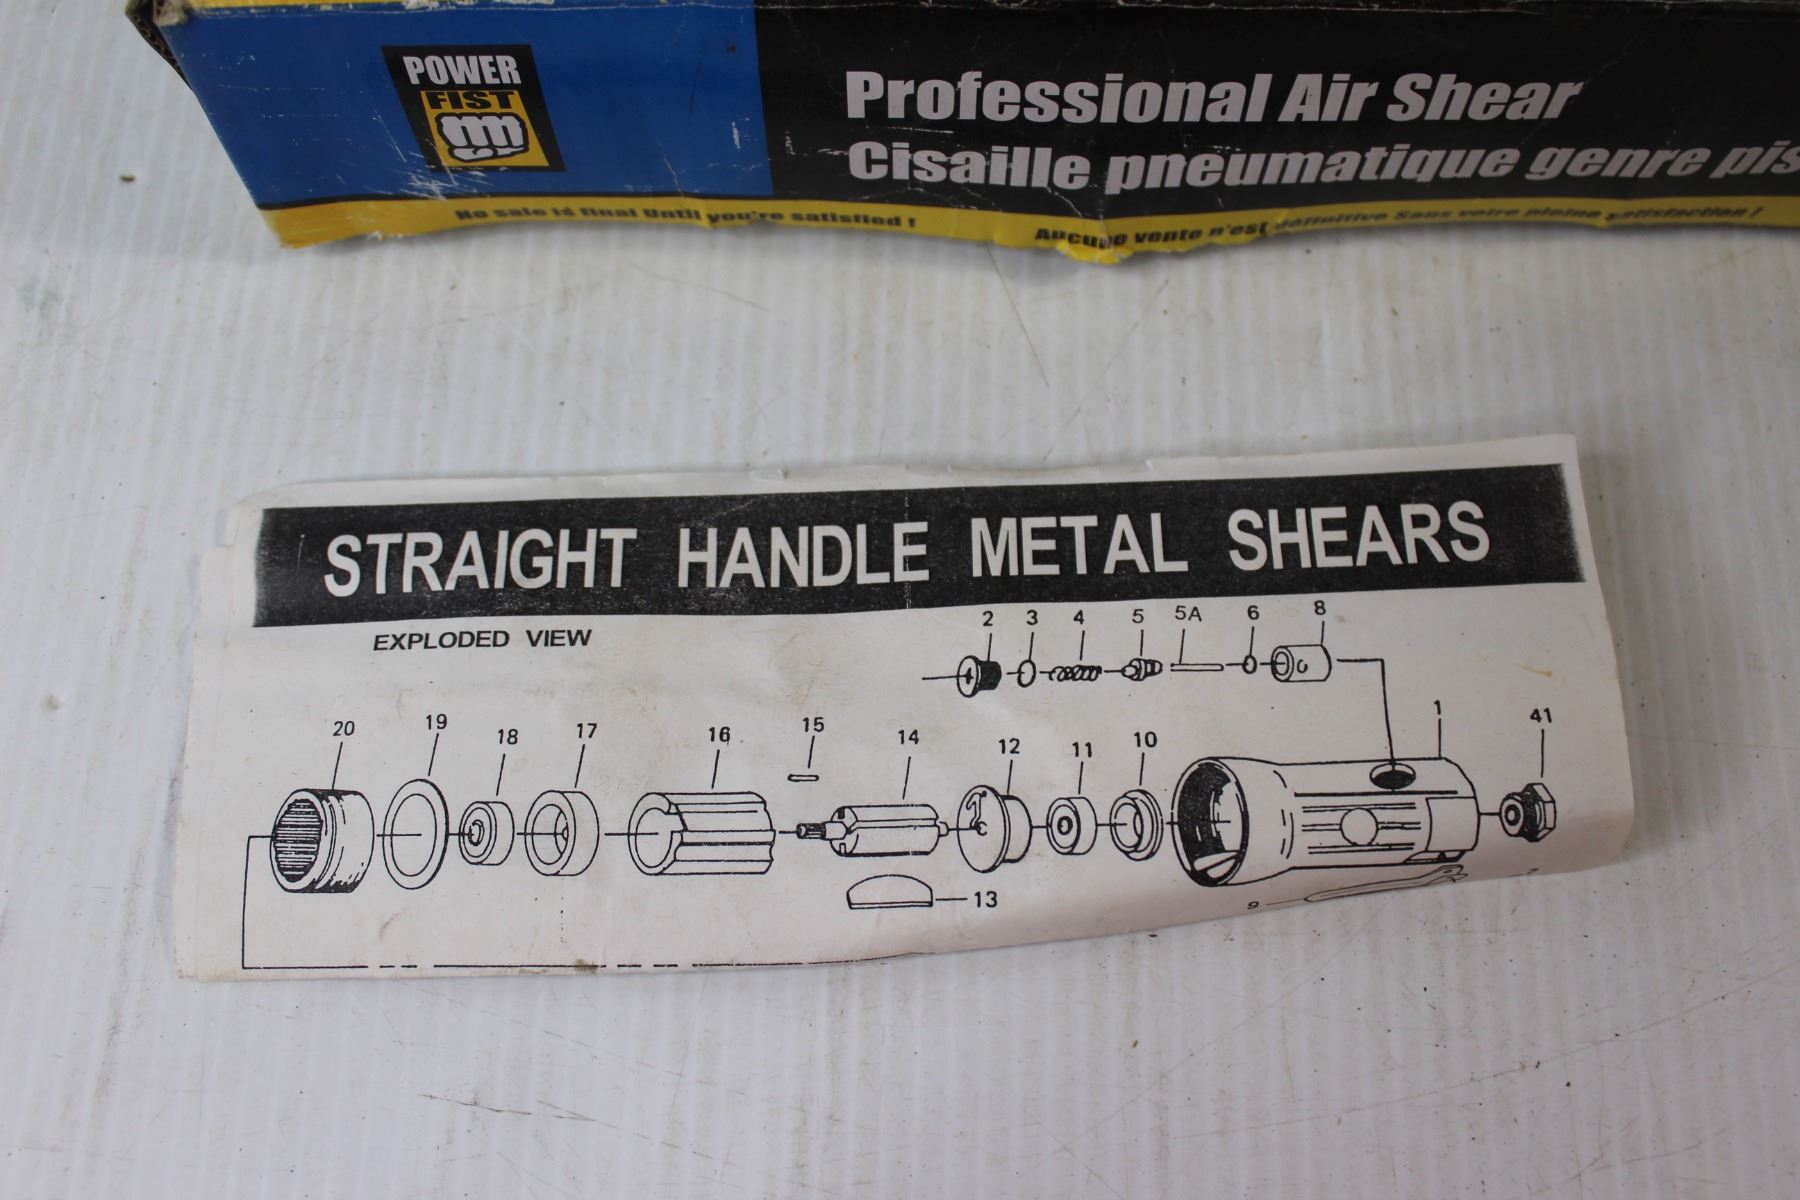 POWER
FIST
Professional Air Shear
Cisaille pneumatique genre pis
No sale is final Until you're satisfied !
Aucune vente n'est définitive Sans votre pleine satisfaction !
STRAIGHT HANDLE METAL SHEARS
EXPLODED VIEW
2 3 4 5 5A 6 8
20 19 18 17 16 15 14 12 11 10 1 41
13 9 7